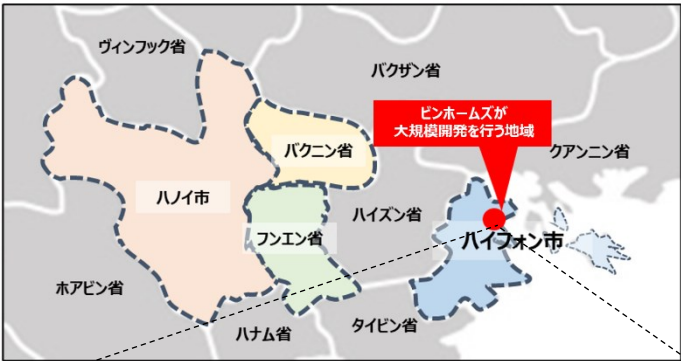 ヴィンフック省
バクザン省
ビンホームズが
大規模開発を行う地域
バクニン省
クアンニン省
ハノイ市
ハイズン省
フンエン省
ハイフォン市
ホアビン省
ハナム省
タイビン省